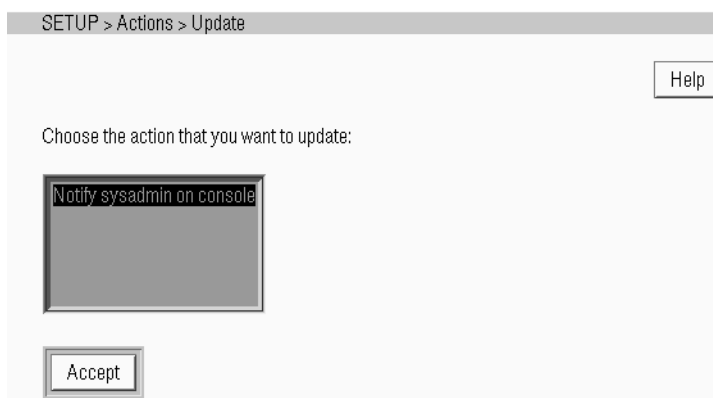 SETUP > Actions > Update
Help
Choose the action that you want to update:
Notify sysadmin on console
Accept